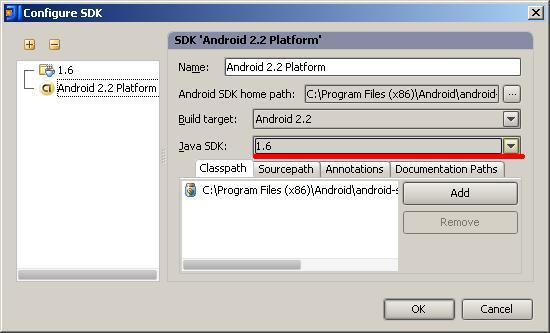 Configure SDK
1.6
Android 2.2 Platform
SDK 'Android 2.2 Platform'
Name: Android 2.2 Platform
Android SDK home path: C:\Program Files (x86)\Android\android- ...
Build target: Android 2.2
Java SDK: 1.6
Classpath Sourcepath Annotations Documentation Paths
C:\Program Files (x86)\Android\android-s
Add
Remove
OK Cancel